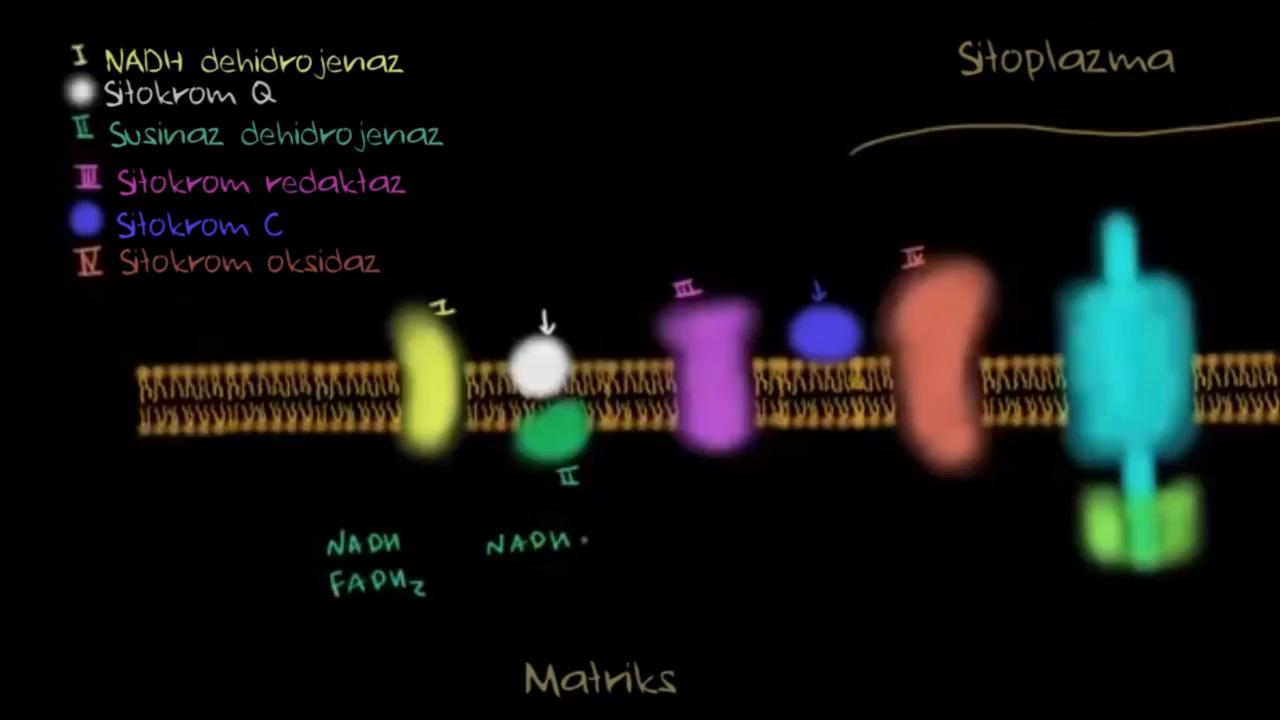 I NADH dehidrojenaz
Sitokrom Q
II Susinaz dehidrojenaz
III Sitokrom redaktaz
Sitokrom C
IV Sitokrom oksidaz
Sitoplazma
I
III
IV
II
NADH
FADH₂
NADH
Matriks